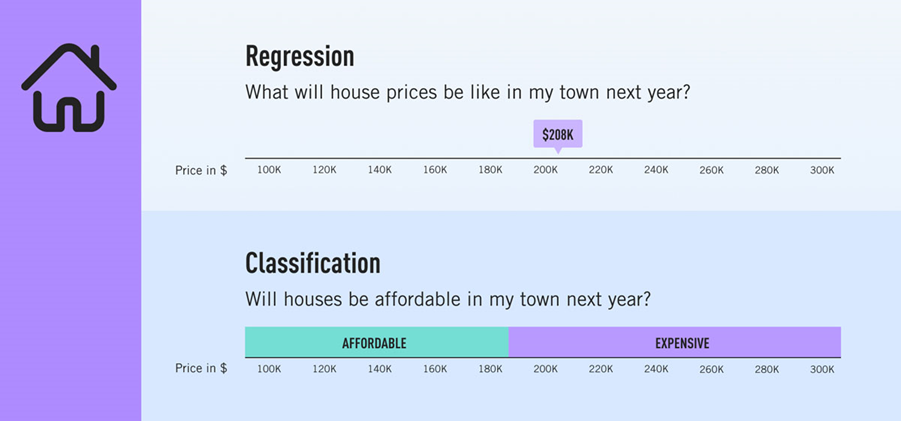 Regression
What will house prices be like in my town next year?
$208K
Price in $ 100K 120K 140K 160K 180K 200K 220K 240K 260K 280K 300K
Classification
Will houses be affordable in my town next year?
AFFORDABLE EXPENSIVE
Price in $ 100K 120K 140K 160K 180K 200K 220K 240K 260K 280K 300K